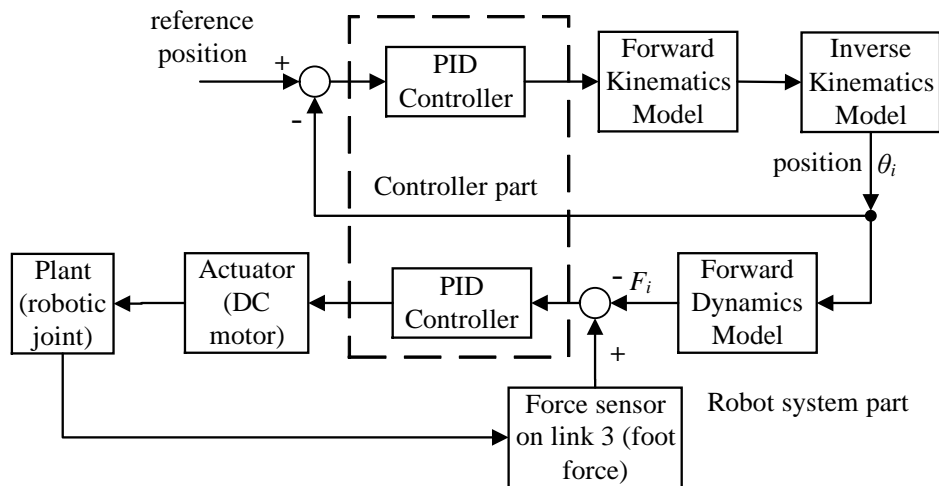 reference
position
+
-
PID
Controller
Forward
Kinematics
Model
Inverse
Kinematics
Model
position θi
Controller part
Plant
(robotic
joint)
Actuator
(DC
motor)
PID
Controller
- Fi
+
Forward
Dynamics
Model
Force sensor
on link 3 (foot
force)
Robot system part